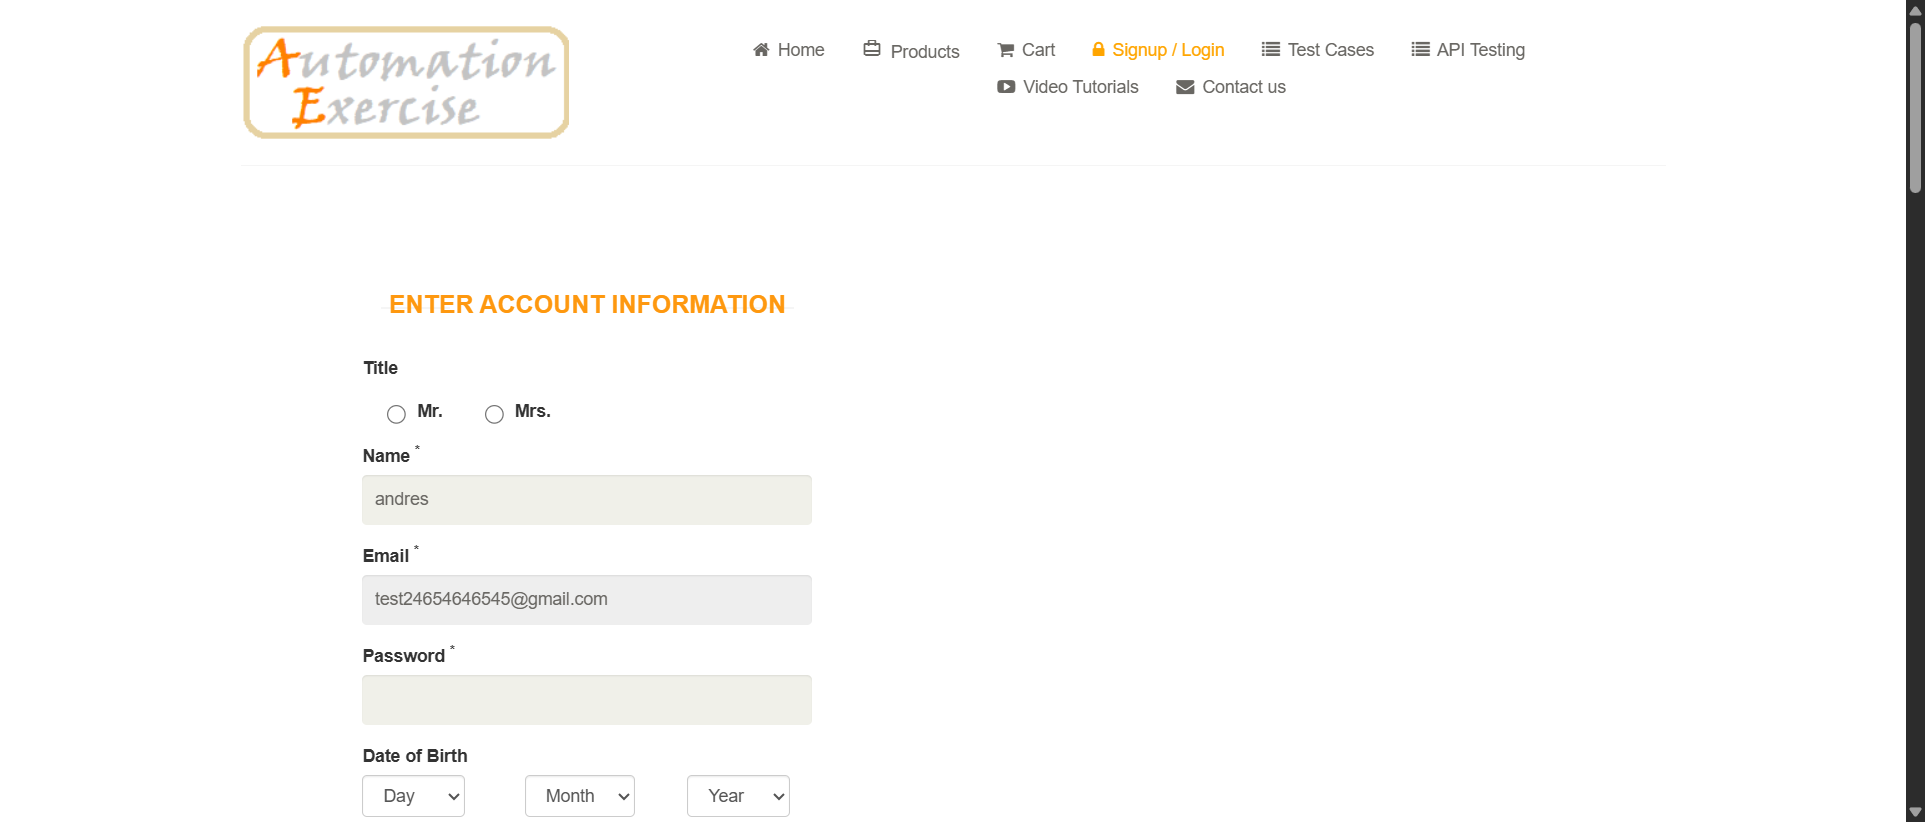 Automation
Exercise
Home Products Cart Signup / Login Test Cases API Testing
Video Tutorials Contact us
ENTER ACCOUNT INFORMATION
Title
Mr. Mrs.
Name *
andres
Email *
test24654646545@gmail.com
Password *
Date of Birth
Day Month Year